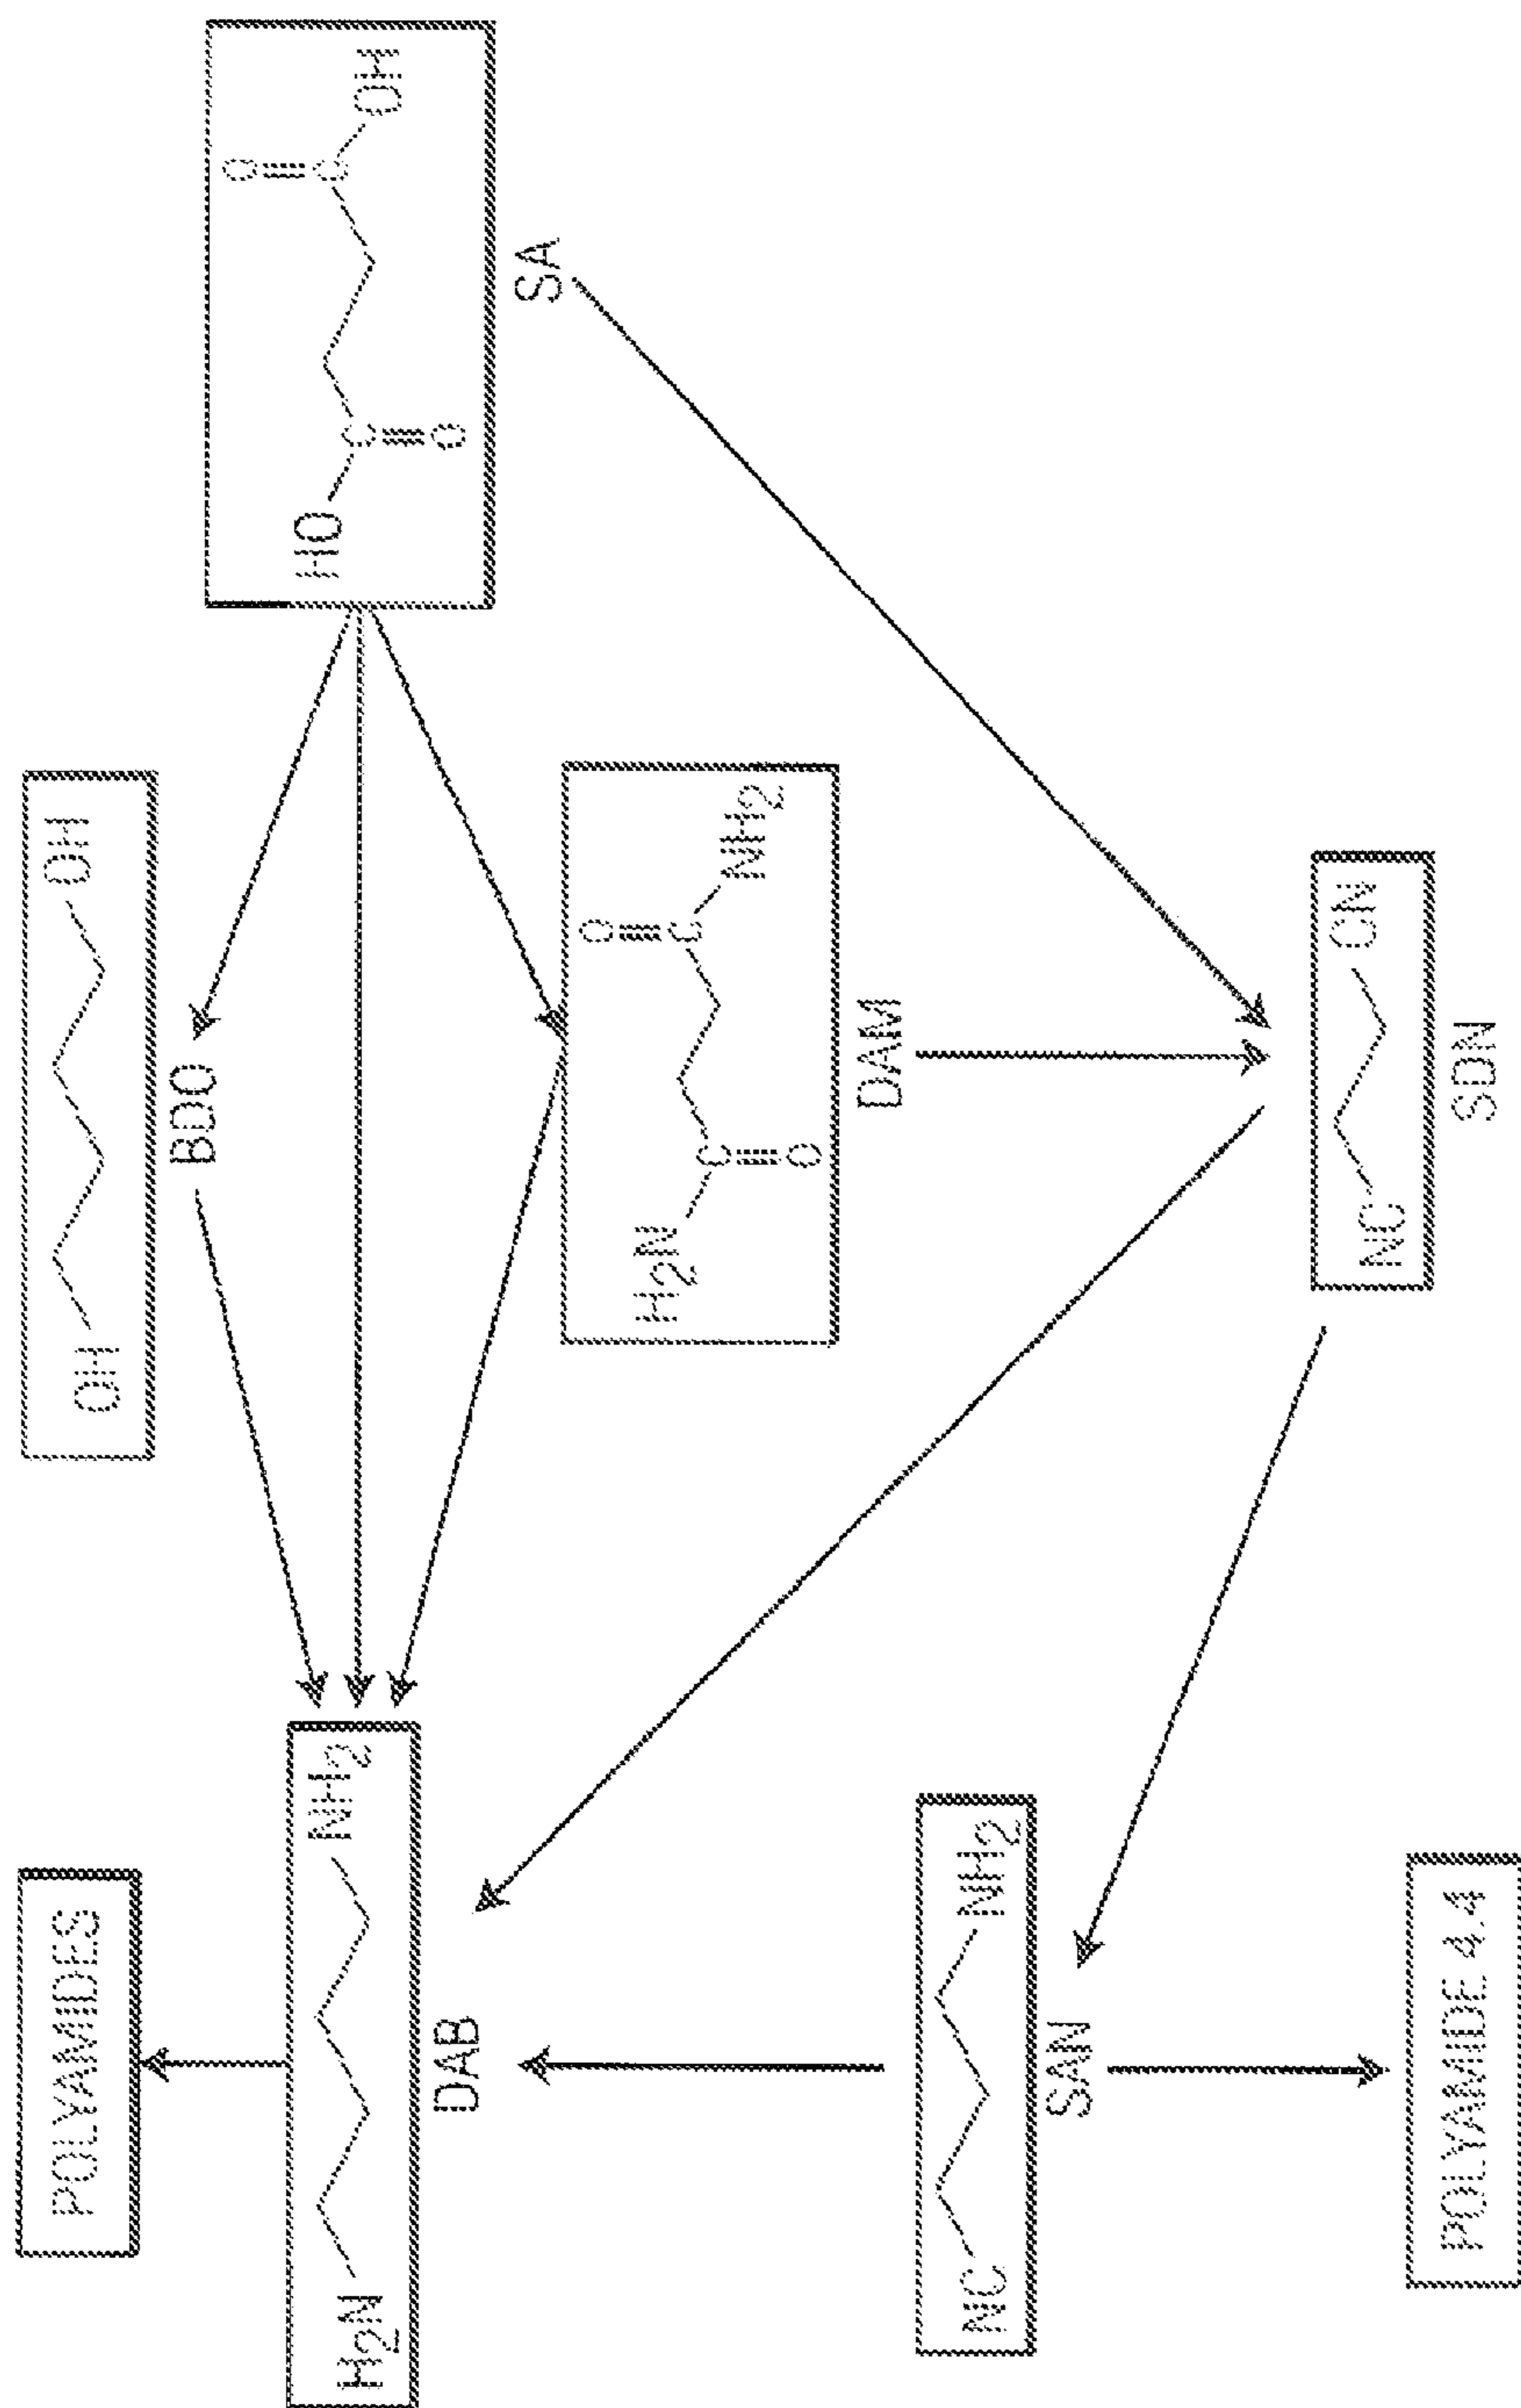 POLYAMIDES
OH OH
BDO
H2N NH2
DAB
O
HO C C OH
O
SA
O
H2N C C NH2
O
DAM
NC NH2
SAN
NC CN
SDN
POLYAMIDE 4.4